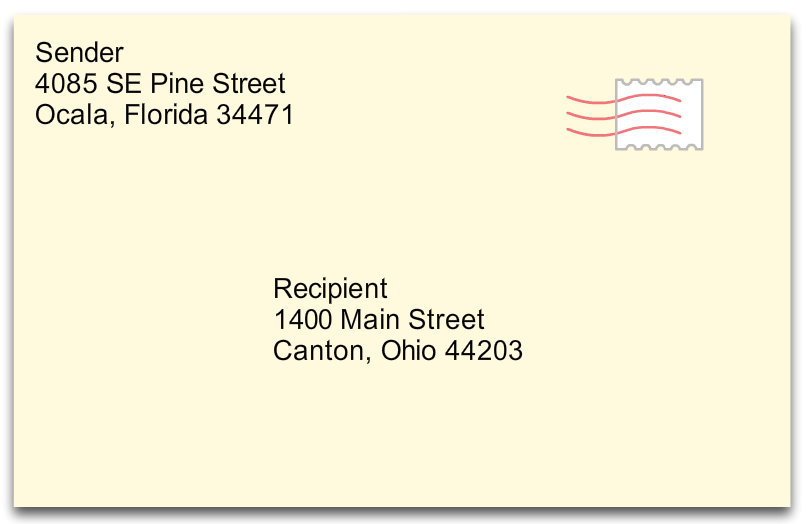 Sender
4085 SE Pine Street
Ocala, Florida 34471
Recipient
1400 Main Street
Canton, Ohio 44203